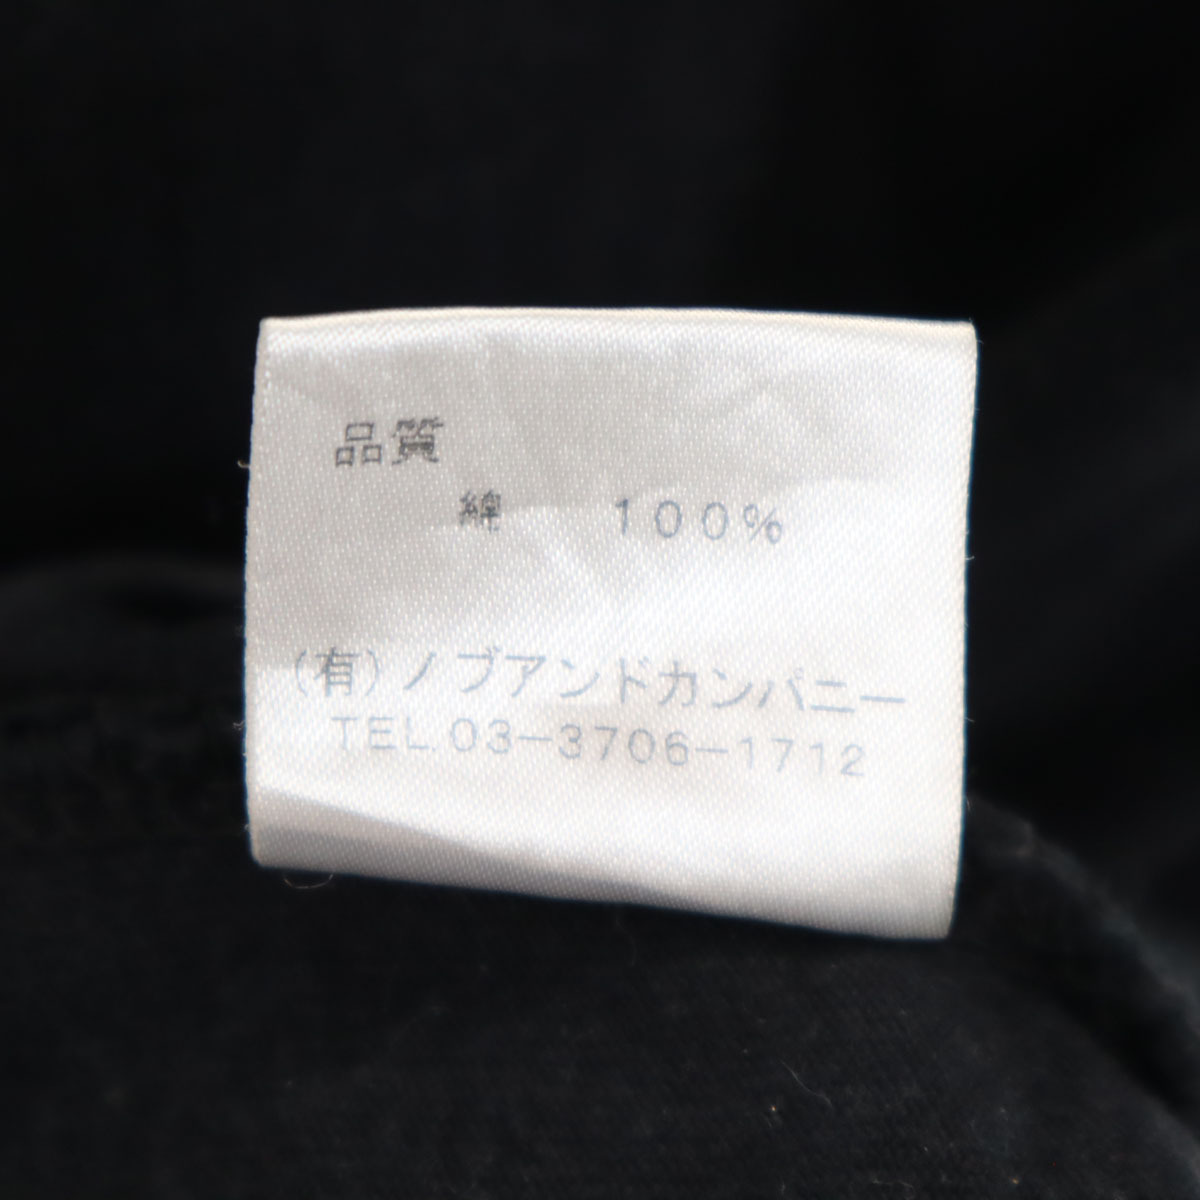 品質
綿 100%
(有)ノブアンドカンパニー
TEL.03-3706-1712